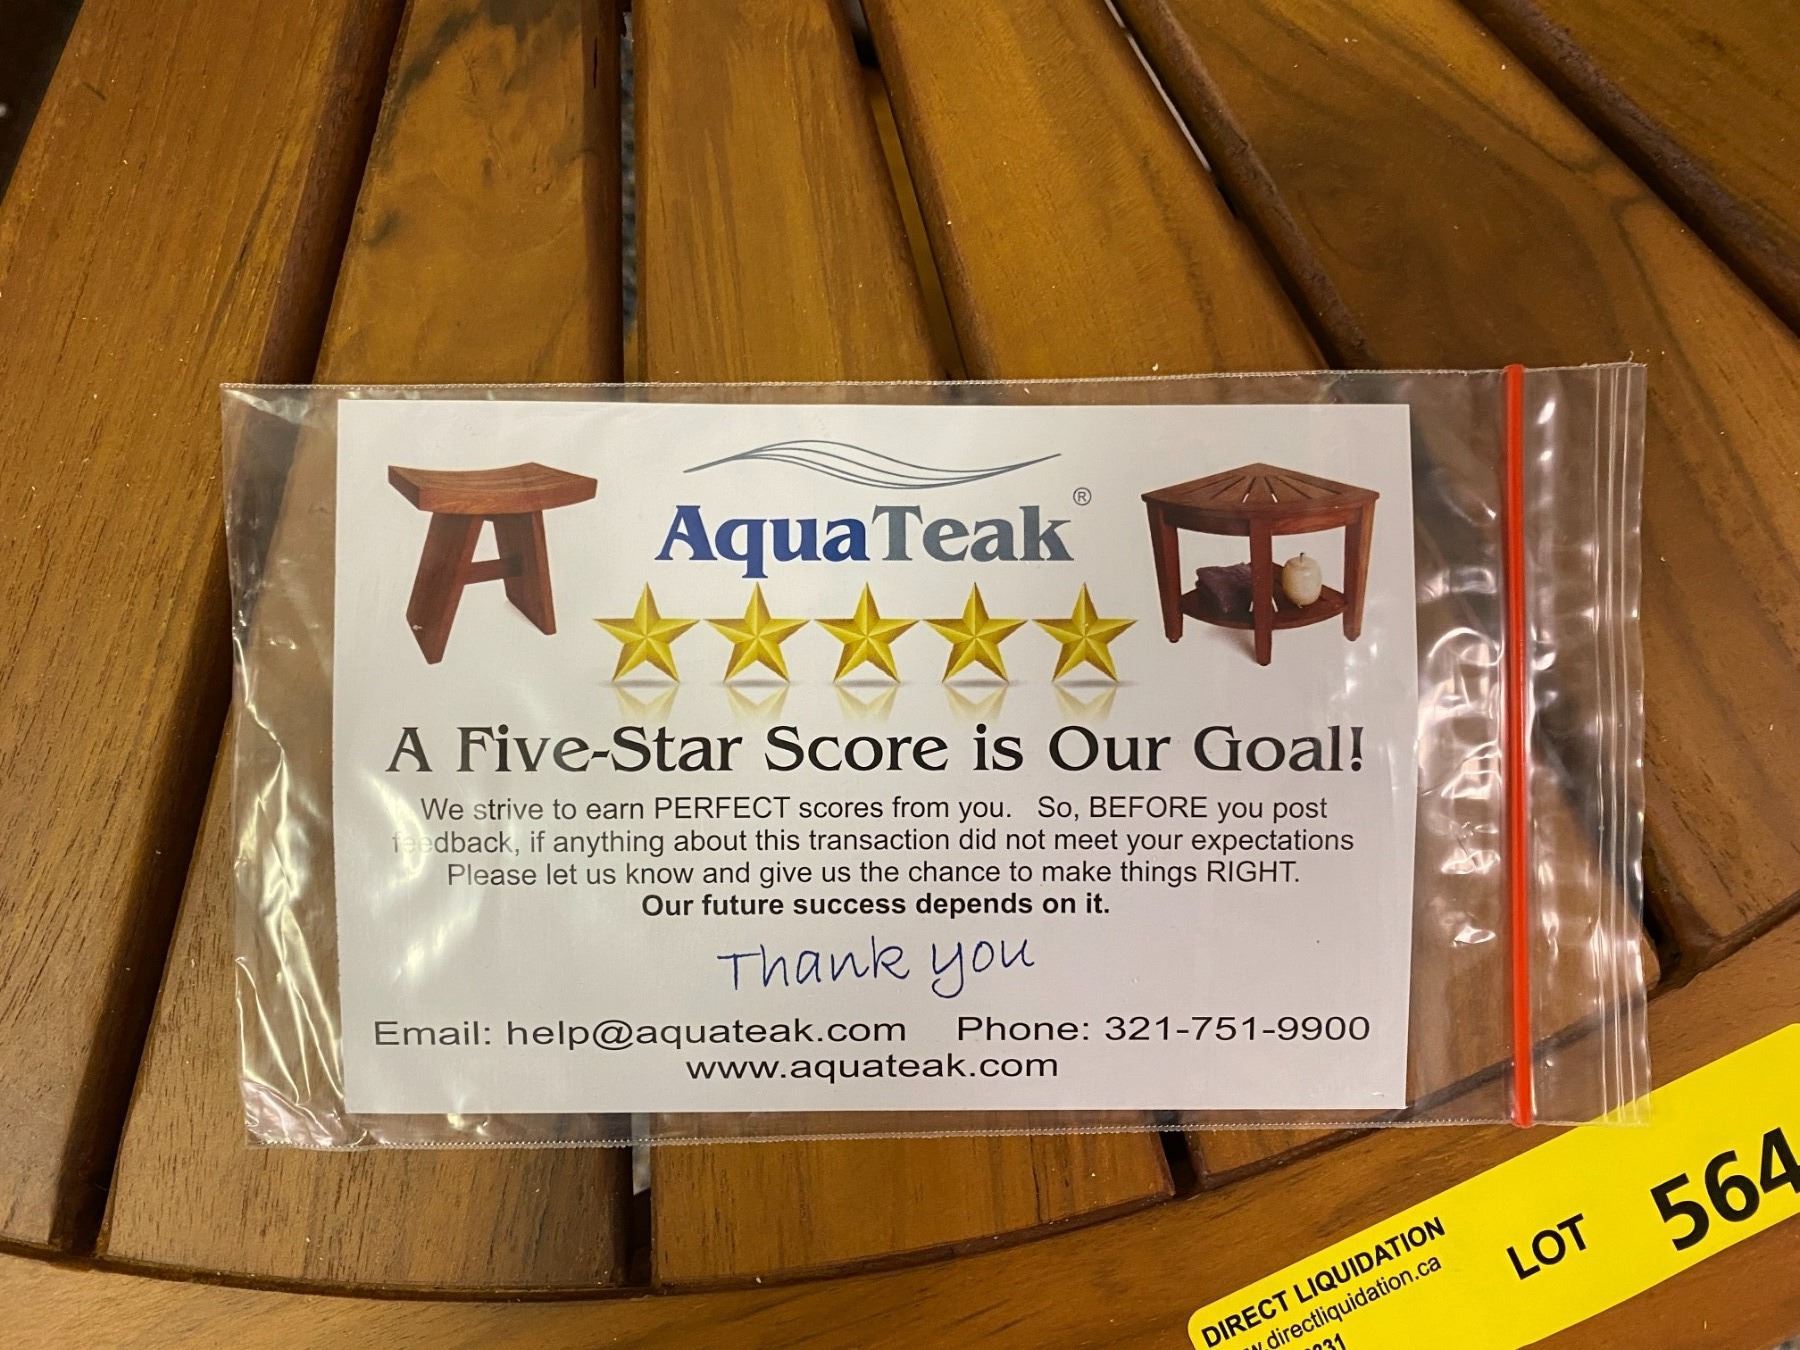 AquaTeak®
A Five-Star Score is Our Goal!
We strive to earn PERFECT scores from you. So, BEFORE you post
feedback, if anything about this transaction did not meet your expectations
Please let us know and give us the chance to make things RIGHT.
Our future success depends on it.
Thank you
Email: help@aquateak.com Phone: 321-751-9900
www.aquateak.com
DIRECT LIQUIDATION
LOT 564